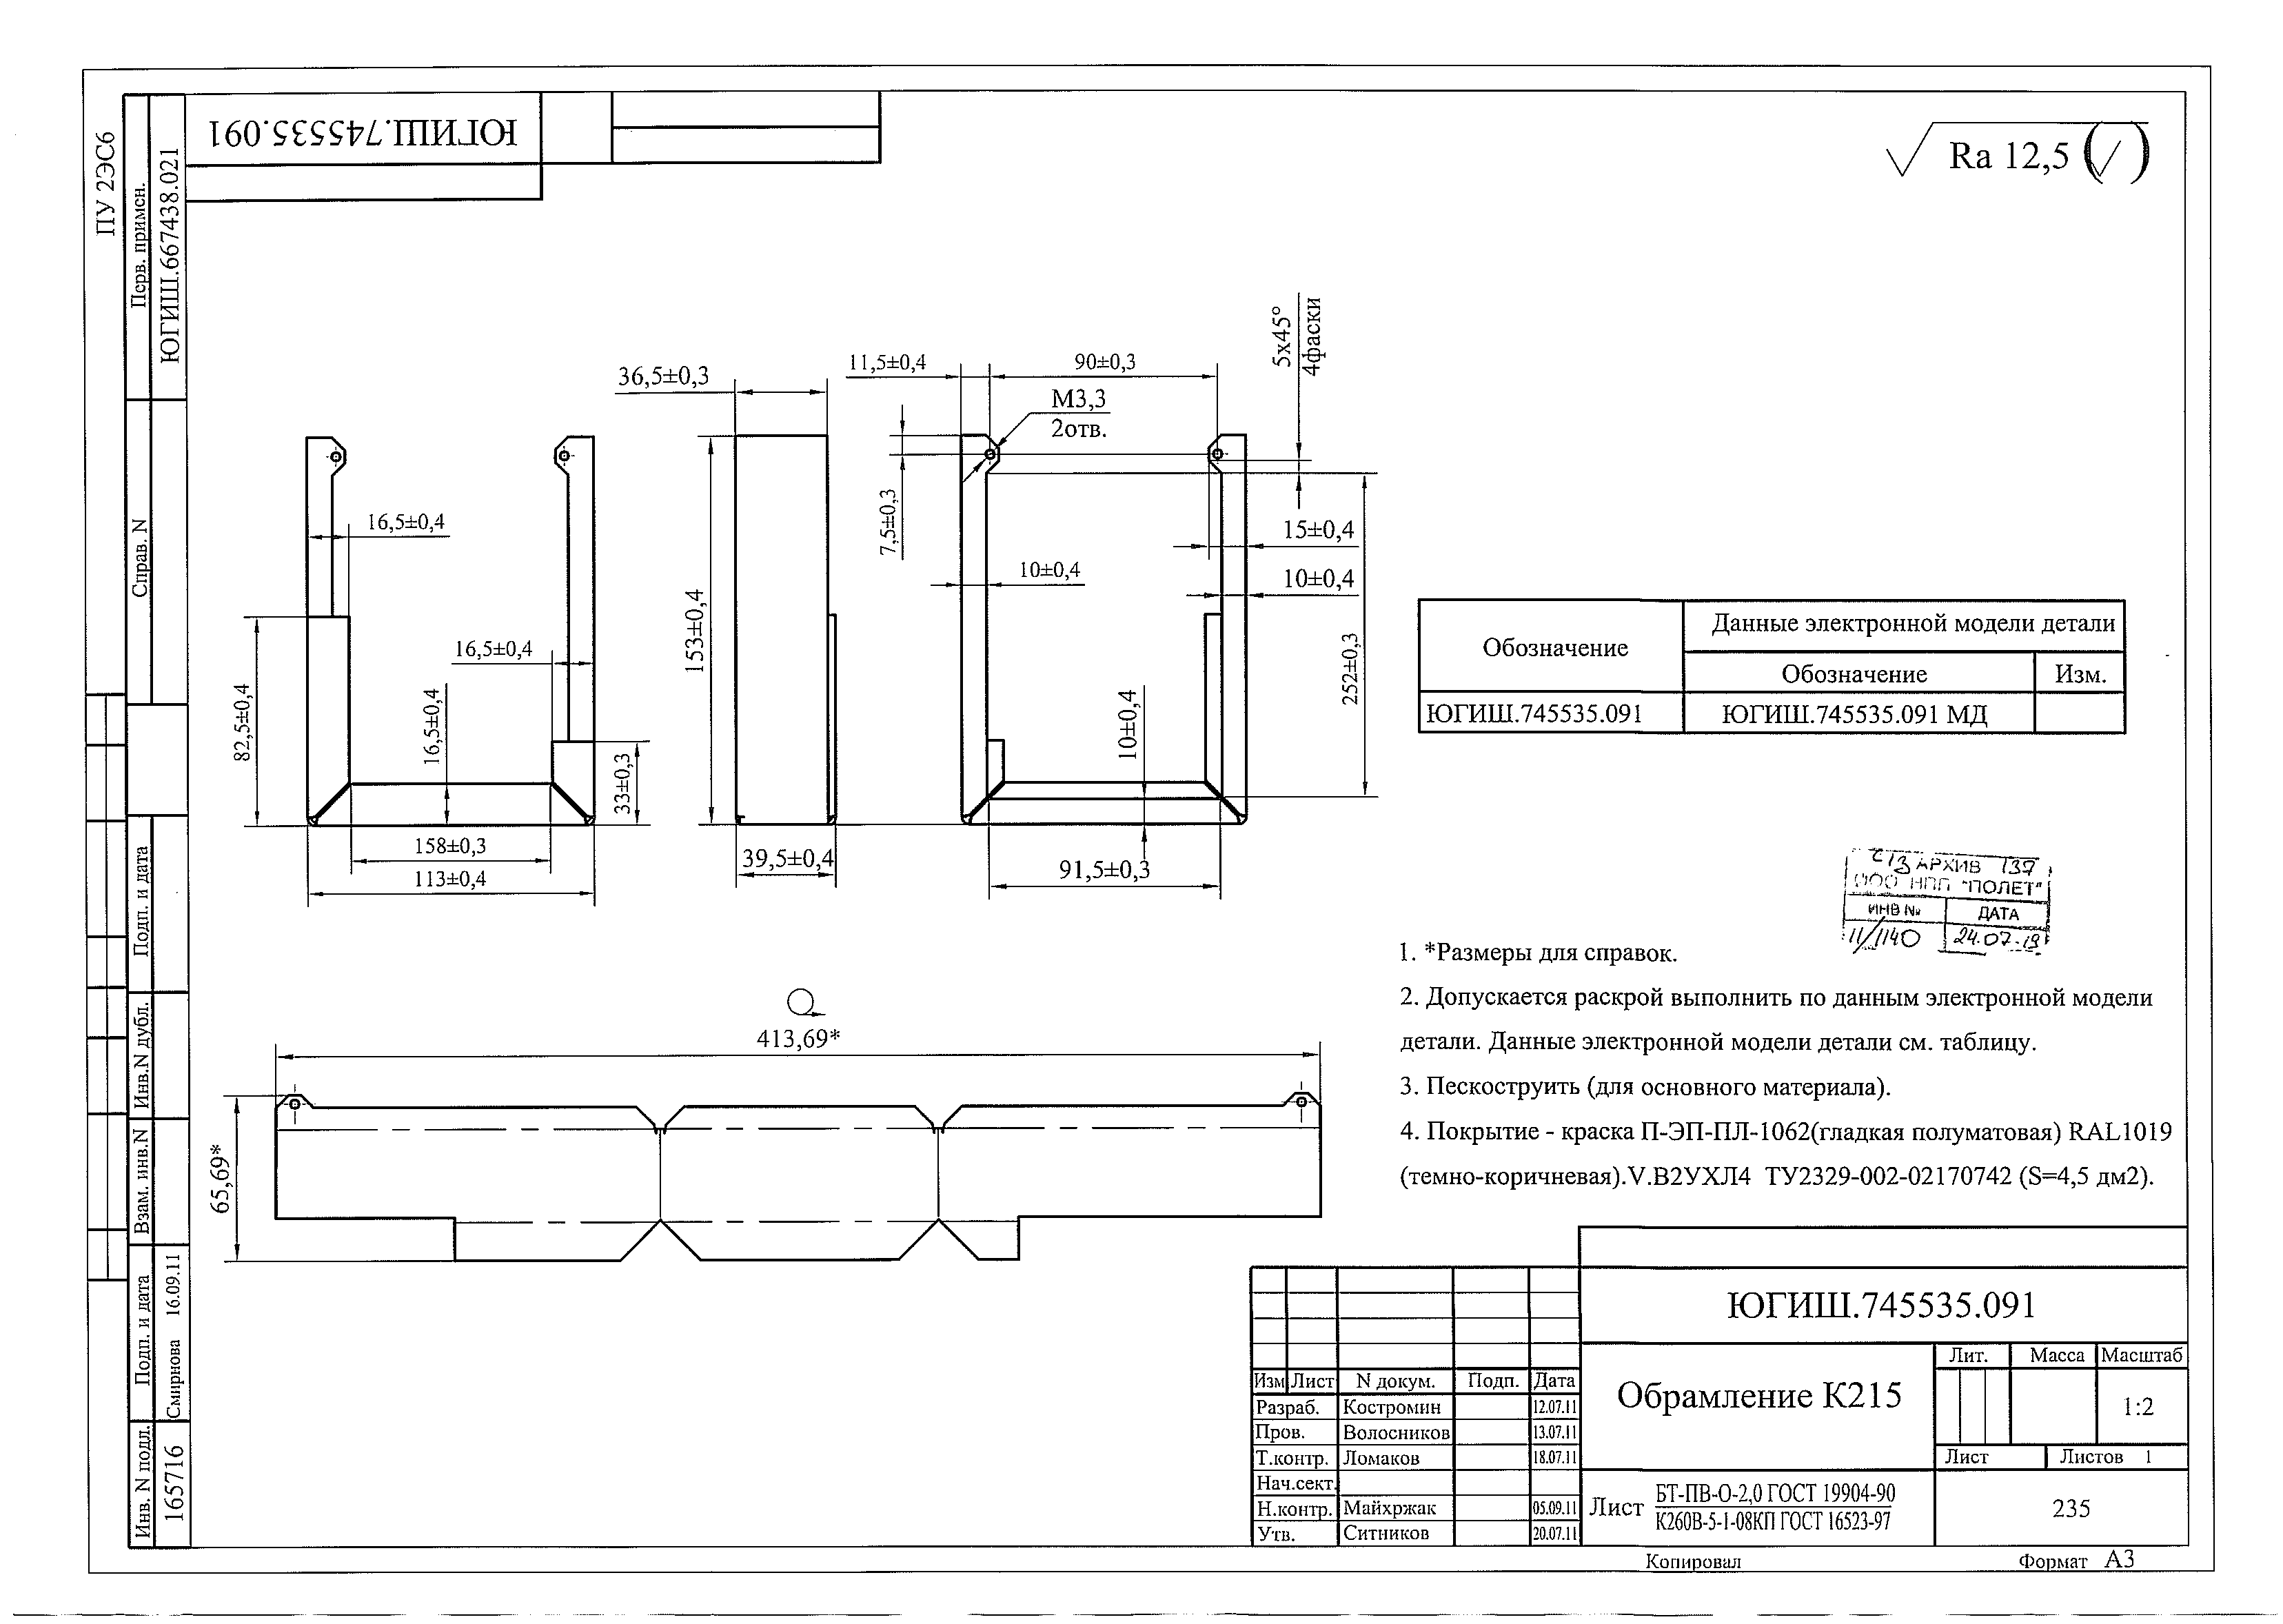 ПУ 2ЭС6
Перв. примен.
ЮГИШ.667438.021
Справ. N
Подп. и дата
Инв.N дубл.
Взам. инв.N
Подп. и дата
Смирнова 16.09.11
Инв. N подл.
165716
ЮГИШ.745535.091
Ra 12,5
36,5±0,3
11,5±0,4
90±0,3
5х45°
4фаски
М3,3
2отв.
7,5±0,3
16,5±0,4
15±0,4
10±0,4
10±0,4
153±0,4
252±0,3
16,5±0,4
82,5±0,4
16,5±0,4
33±0,3
10±0,4
158±0,3
113±0,4
39,5±0,4
91,5±0,3
Обозначение
Данные электронной модели детали
Обозначение Изм.
ЮГИШ.745535.091 ЮГИШ.745535.091 МД
АРХИВ 137
ООО НПП "ПОЛЕТ"
ИНВ № ДАТА
11/1140 24.07.19
413,69*
65,69*
1. *Размеры для справок.
2. Допускается раскрой выполнить по данным электронной модели
детали. Данные электронной модели детали см. таблицу.
3. Пескоструить (для основного материала).
4. Покрытие - краска П-ЭП-ПЛ-1062(гладкая полуматовая) RAL1019
(темно-коричневая).V.В2УХЛ4 ТУ2329-002-02170742 (S=4,5 дм2).
ЮГИШ.745535.091
Изм Лист N докум. Подп. Дата
Разраб. Костромин 12.07.11
Пров. Волосников 13.07.11
Т.контр. Ломаков 18.07.11
Нач.сект.
Н.контр. Майхржак 05.09.11
Утв. Ситников 20.07.11
Обрамление К215
Лит. Масса Масштаб
1:2
Лист Листов 1
Лист БТ-ПВ-О-2,0 ГОСТ 19904-90
К260В-5-1-08КП ГОСТ 16523-97
235
Копировал Формат А3